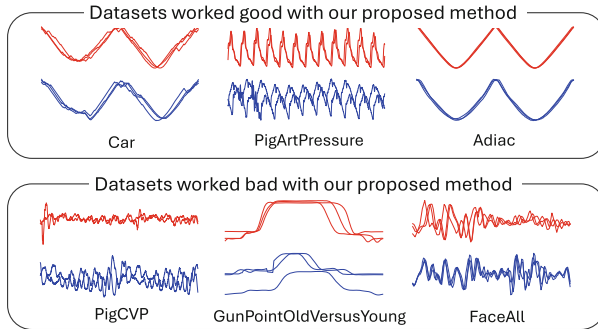 Datasets worked good with our proposed method
Car
PigArtPressure
Adiac
Datasets worked bad with our proposed method
PigCVP
GunPointOldVersusYoung
FaceAll